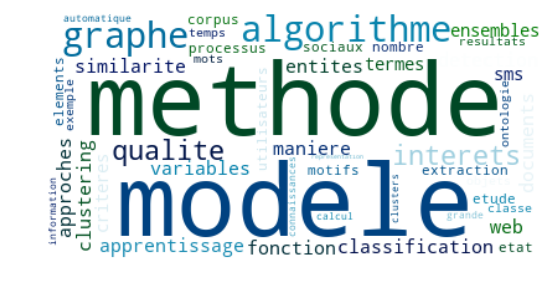 automatique
corpus
graphe
temps
algorithme
ensembles
processus
sociaux
nombre
resultats
mots
similarite
entites
termes
sms
elements
exemple
methode
utilisateurs
ontologies
documents
qualite
maniere
interets
representation
approches
clustering
criteres
variables
connaissances
motifs
extraction
information
modele
clusters
etude
classe
calcul
grande
web
apprentissage
fonction
classification
etat